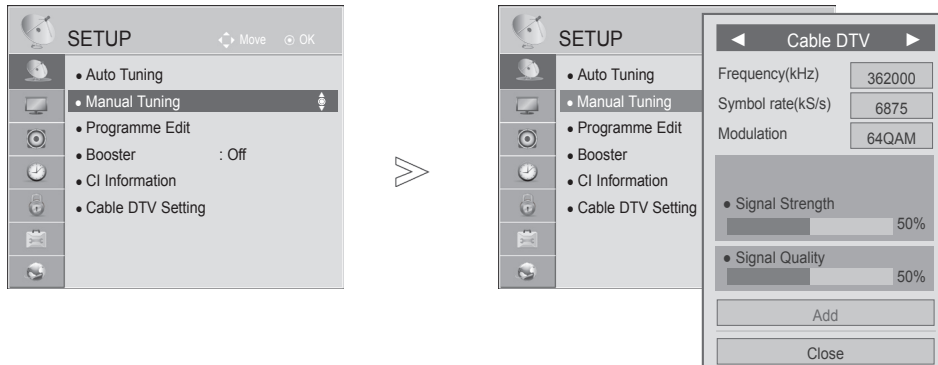 SETUP
Move OK
• Auto Tuning
• Manual Tuning
• Programme Edit
• Booster : Off
• CI Information
• Cable DTV Setting
SETUP
• Auto Tuning
• Manual Tuning
• Programme Edit
• Booster
• CI Information
• Cable DTV Setting
◄ Cable DTV ►
Frequency(kHz) 362000
Symbol rate(kS/s) 6875
Modulation 64QAM
• Signal Strength
50%
• Signal Quality
50%
Add
Close